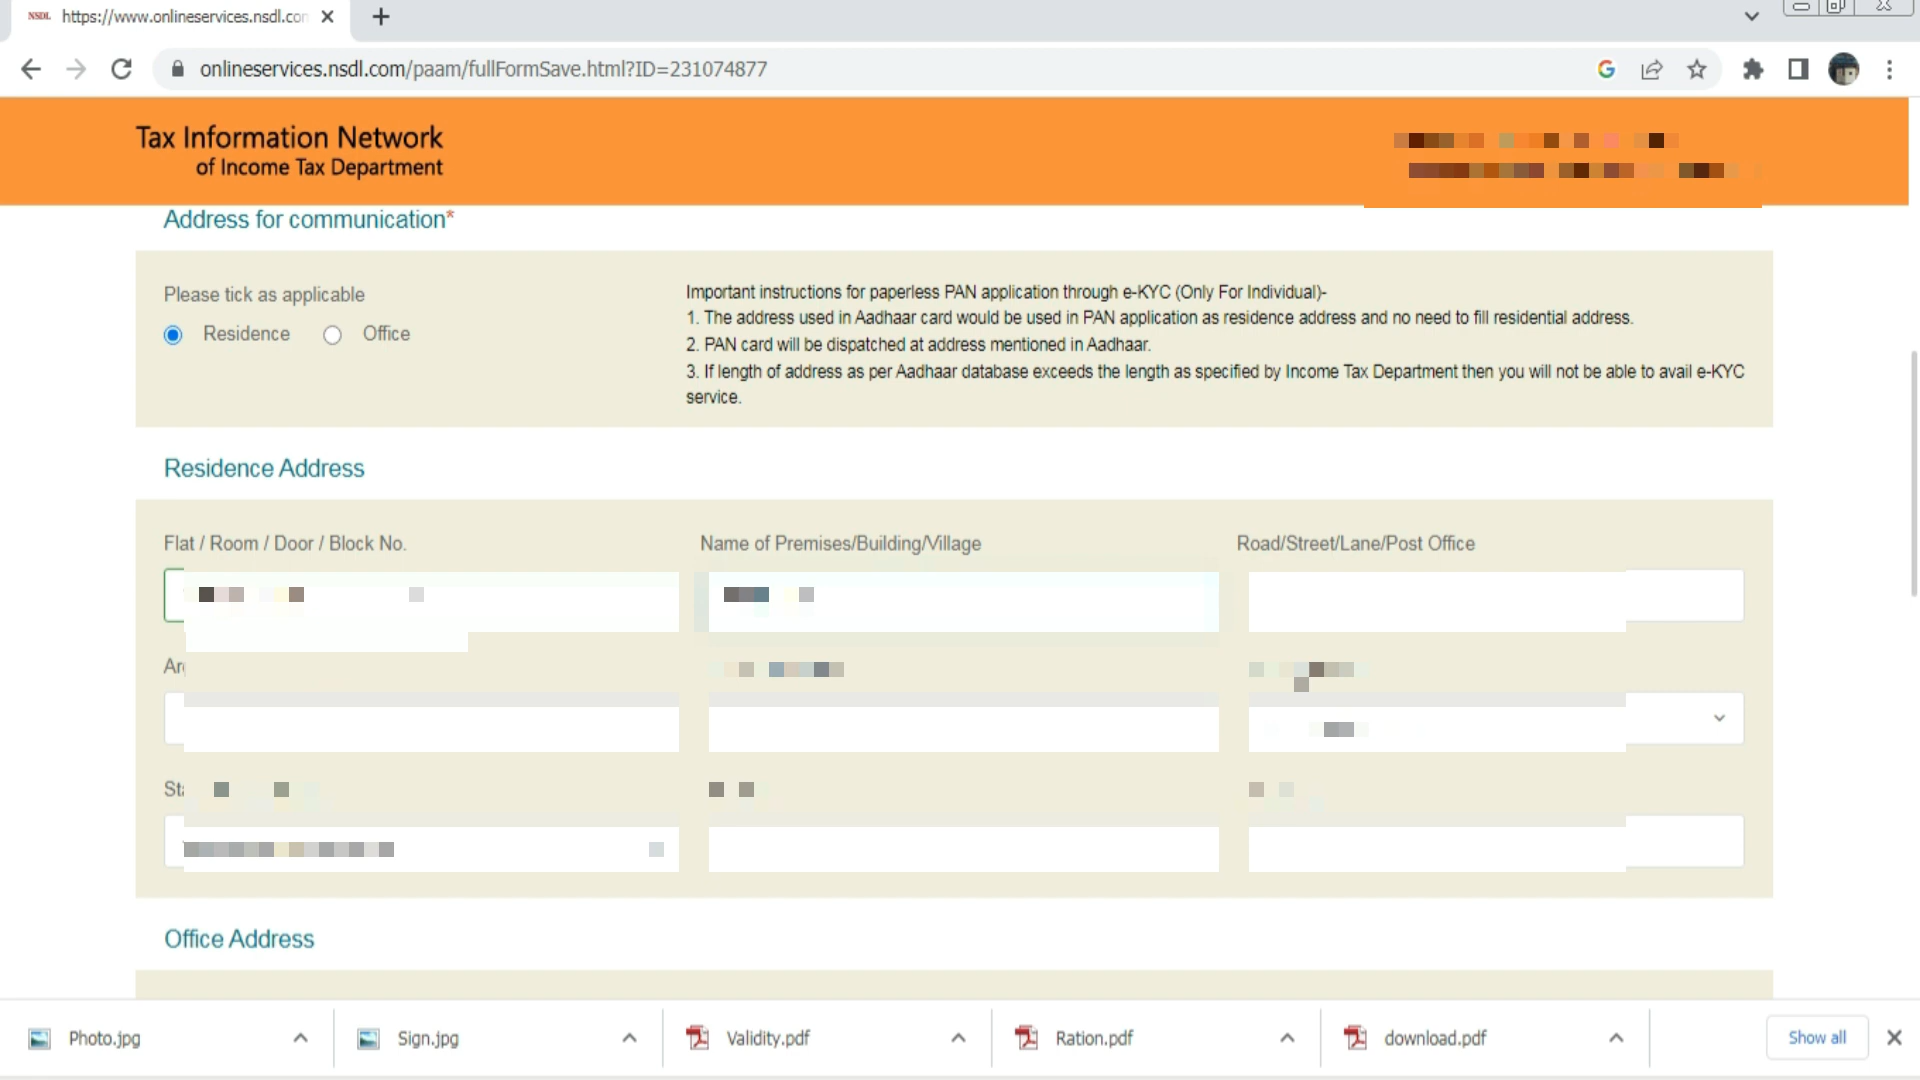 NSDL https://www.onlineservices.nsdl.con
onlineservices.nsdl.com/paam/fullFormSave.html?ID=231074877
Tax Information Network
of Income Tax Department
Address for communication*
Please tick as applicable
Residence Office
Important instructions for paperless PAN application through e-KYC (Only For Individual)-
1. The address used in Aadhaar card would be used in PAN application as residence address and no need to fill residential address.
2. PAN card will be dispatched at address mentioned in Aadhaar.
3. If length of address as per Aadhaar database exceeds the length as specified by Income Tax Department then you will not be able to avail e-KYC
service.
Residence Address
Flat / Room / Door / Block No. Name of Premises/Building/Village Road/Street/Lane/Post Office
Office Address
Photo.jpg Sign.jpg Validity.pdf Ration.pdf download.pdf Show all